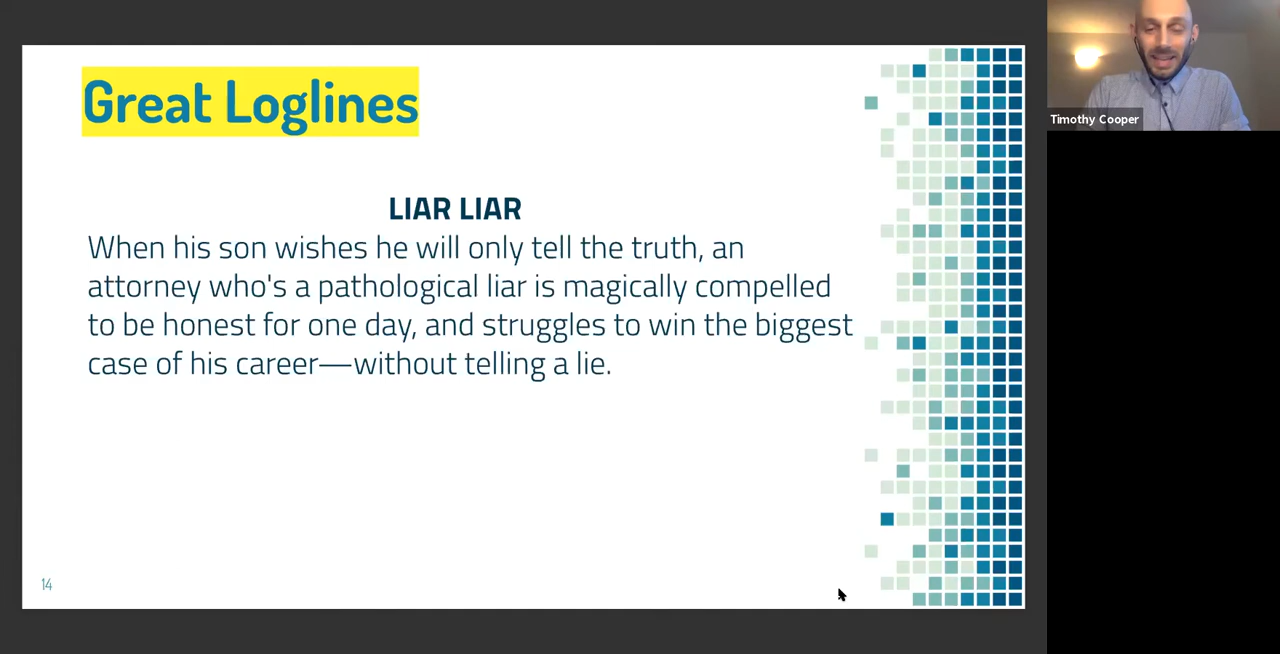 Great Loglines
LIAR LIAR
When his son wishes he will only tell the truth, an
attorney who's a pathological liar is magically compelled
to be honest for one day, and struggles to win the biggest
case of his career—without telling a lie.
14
Timothy Cooper